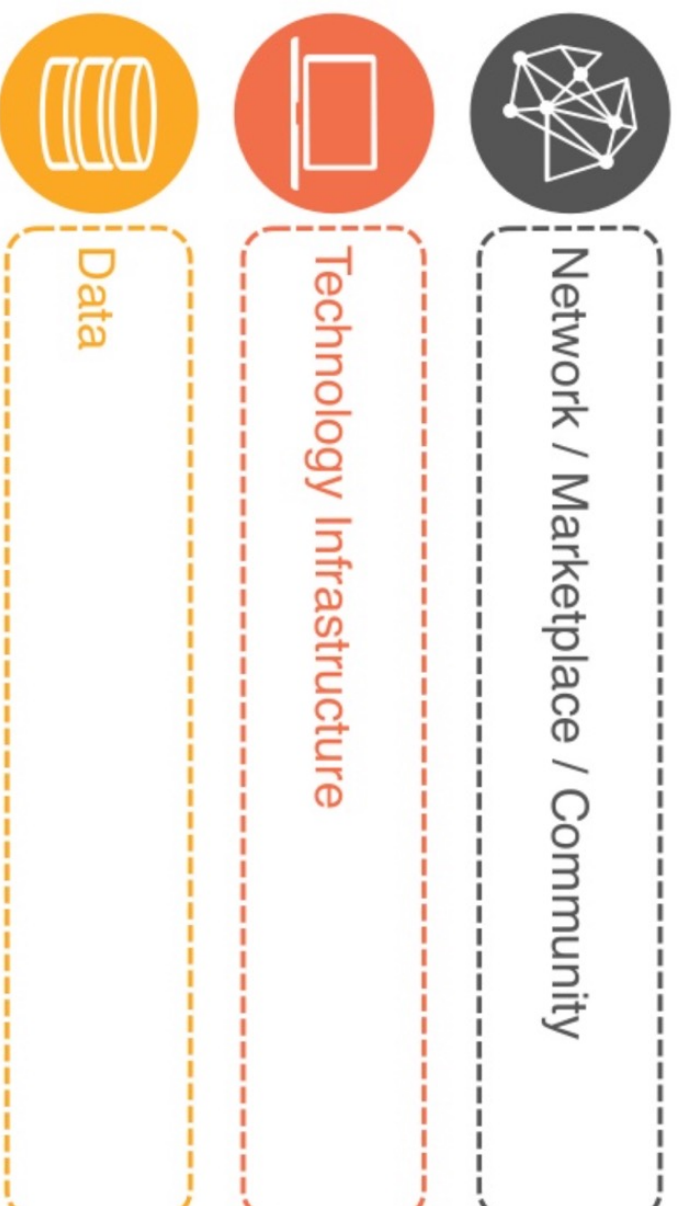 Network / Marketplace / Community
Technology Infrastructure
Data